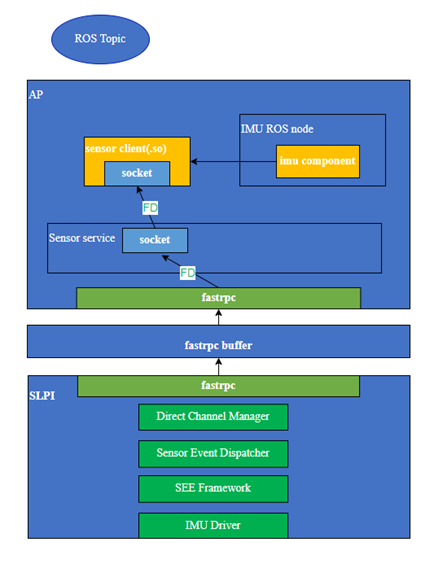 ROS Topic
AP
IMU ROS node
sensor client(.so)
imu component
socket
FD
Sensor service
socket
FD
fastrpc
fastrpc buffer
fastrpc
SLPI
Direct Channel Manager
Sensor Event Dispatcher
SEE Framework
IMU Driver